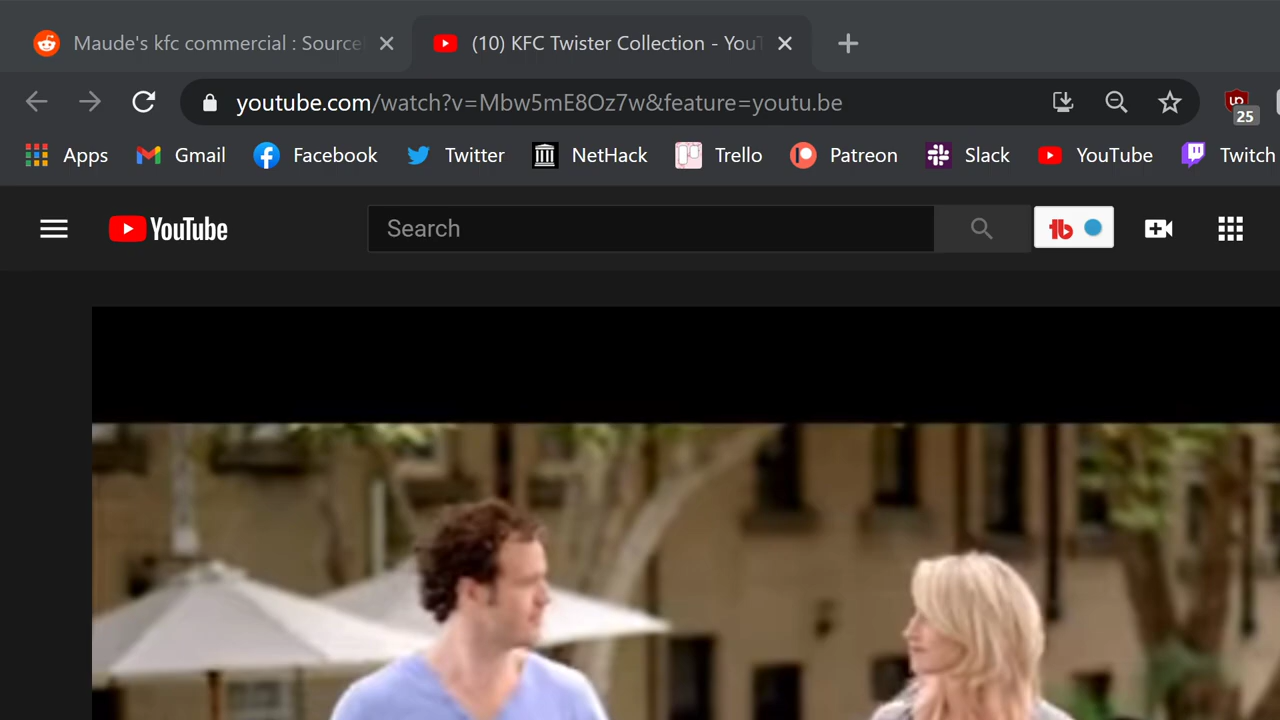 Maude's kfc commercial : Source
(10) KFC Twister Collection - YouT
youtube.com/watch?v=Mbw5mE8Oz7w&feature=youtu.be
25
Apps Gmail Facebook Twitter NetHack Trello Patreon Slack YouTube Twitch
YouTube
Search
tb